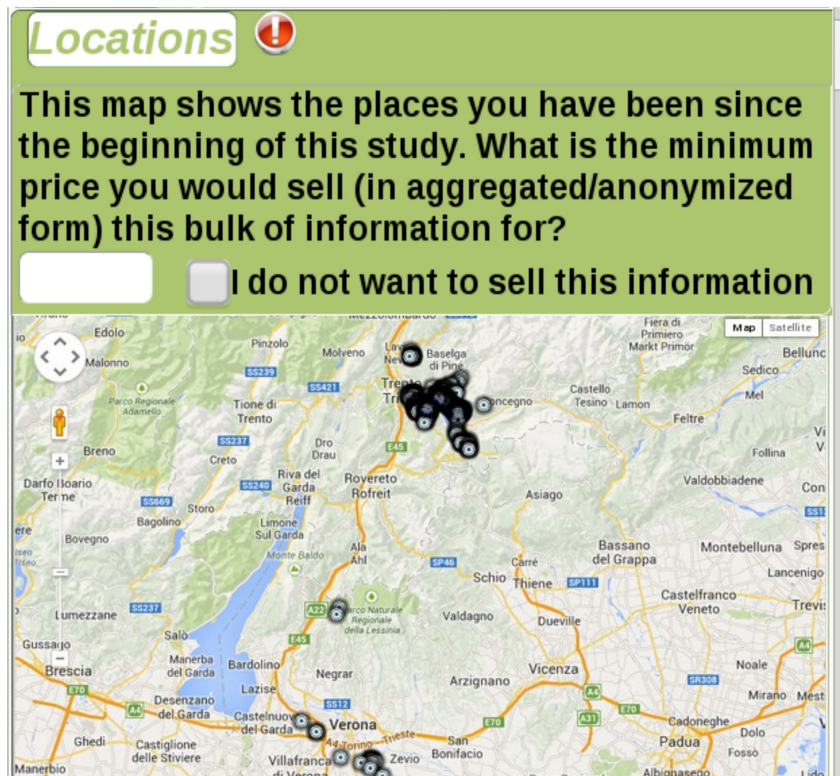 Locations
This map shows the places you have been since
the beginning of this study. What is the minimum
price you would sell (in aggregated/anonymized
form) this bulk of information for?
I do not want to sell this information
Map Satellite
Edolo
Pinzolo
Fiera di
Primiero
Malonno
Molveno
Baselga
di Piné
Markt Primör
SS239
Sedico
Parco Regionale
Adamello
SS421
Castello
Tesino
Lamon
Mel
Tione di
Trento
Feltre
SS237
E45
Breno
Creto
Dro
Drau
Follina
Darfo Boario
Terme
SS240
Riva del
Garda
Reiff
Rovereto
Rofreit
Valdobbiadene
SS669
Storo
Asiago
Bagolino
Limone
Sul Garda
Bovegno
Ala
Ahl
Bassano
del Grappa
Montebelluna
Monte Baldo
SP46
Carrè
Schio
Thiene
SP111
Lancenigo
Lumezzane
SS237
A22
Castelfranco
Veneto
Regionale
della Lessinia
Valdagno
Dueville
Salò
E45
A4
Brescia
Manerba
del Garda
Bardolino
Negrar
Vicenza
Noale
E70
Lazise
Arzignano
SR308
A4
Desenzano
del Garda
SS12
A4
Mirano
A31
E70
Castelnuovo
del Garda
Verona
E70
Cadoneghe
Ghedi
Castiglione
delle Stiviere
A4 Torino-Trieste
San
Bonifacio
Padua
Dolo
Fossò
Manerbio
Villafranca
Zevio
Albignasego